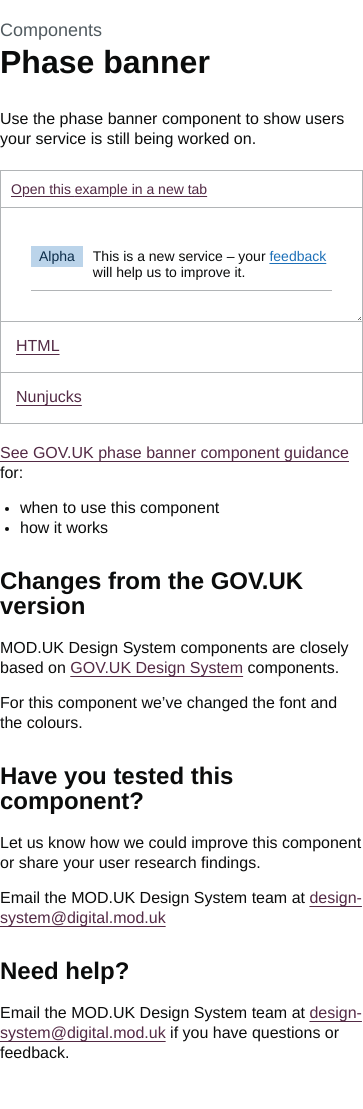 Components
Phase banner
Use the phase banner component to show users
your service is still being worked on.
Open this example in a new tab
Alpha
This is a new service – your feedback
will help us to improve it.
HTML
Nunjucks
See GOV.UK phase banner component guidance
for:
• when to use this component
• how it works
Changes from the GOV.UK
version
MOD.UK Design System components are closely
based on GOV.UK Design System components.
For this component we’ve changed the font and
the colours.
Have you tested this
component?
Let us know how we could improve this component
or share your user research findings.
Email the MOD.UK Design System team at design-
system@digital.mod.uk
Need help?
Email the MOD.UK Design System team at design-
system@digital.mod.uk if you have questions or
feedback.